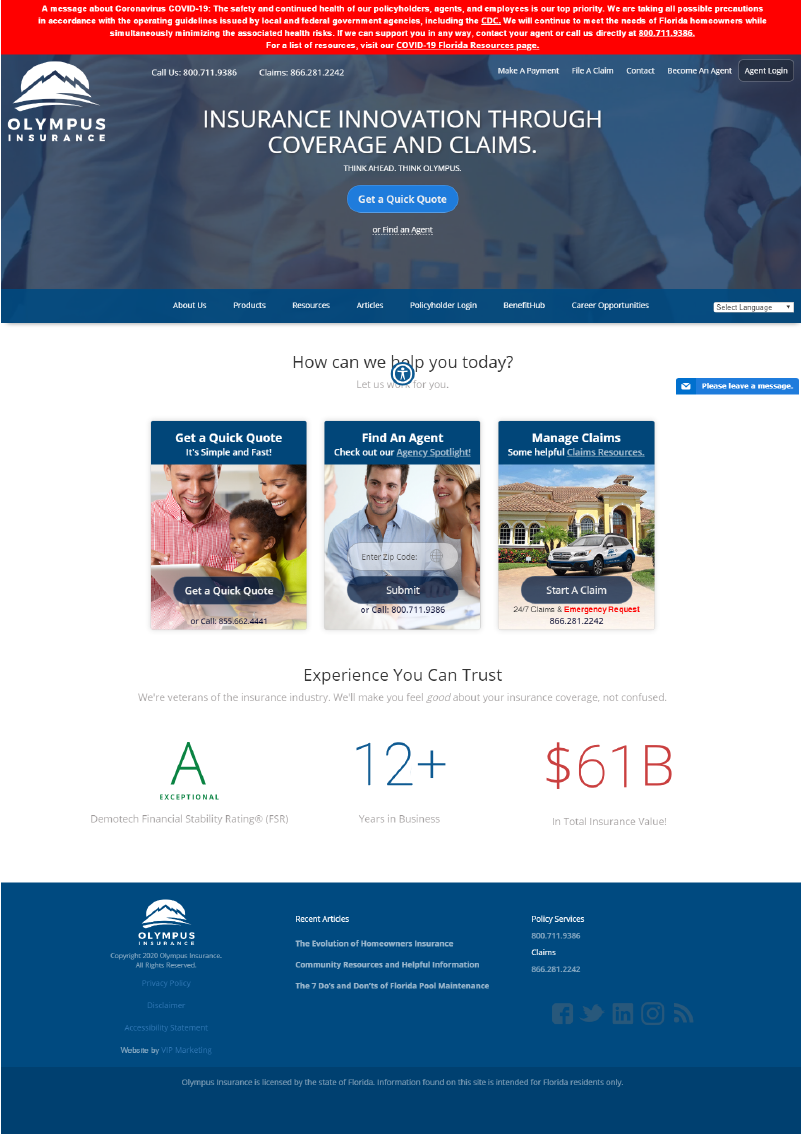 A message about Coronavirus COVID-19: The safety and continued health of our policyholders, agents, and employees is our top priority. We are taking all possible precautions
in accordance with the operating guidelines issued by local and federal government agencies, including the CDC. We will continue to meet the needs of Florida homeowners while
simultaneously minimizing the associated health risks. If we can support you in any way, contact your agent or call us directly at 800.711.9386.
For a list of resources, visit our COVID-19 Florida Resources page.
Call Us: 800.711.9386 Claims: 866.281.2242
Make A Payment File A Claim Contact Become An Agent Agent Login
OLYMPUS
INSURANCE
INSURANCE INNOVATION THROUGH
COVERAGE AND CLAIMS.
THINK AHEAD. THINK OLYMPUS.
Get a Quick Quote
or Find an Agent
About Us Products Resources Articles Policyholder Login BenefitHub Career Opportunities
Select Language
How can we help you today?
Let us work for you.
Please leave a message.
Get a Quick Quote
It's Simple and Fast!
Get a Quick Quote
or Call: 855.662.4441
Find An Agent
Check out our Agency Spotlight!
Enter Zip Code:
Submit
or Call: 800.711.9386
Manage Claims
Some helpful Claims Resources.
Start A Claim
24/7 Claims & Emergency Request
866.281.2242
Experience You Can Trust
We're veterans of the insurance industry. We'll make you feel good about your insurance coverage, not confused.
A
EXCEPTIONAL
Demotech Financial Stability Rating® (FSR)
12+
Years in Business
$61B
In Total Insurance Value!
OLYMPUS
INSURANCE
Copyright 2020 Olympus Insurance.
All Rights Reserved.
Privacy Policy
Disclaimer
Accessibility Statement
Website by VIP Marketing
Recent Articles
The Evolution of Homeowners Insurance
Community Resources and Helpful Information
The 7 Do's and Don'ts of Florida Pool Maintenance
Policy Services
800.711.9386
Claims
866.281.2242
Olympus Insurance is licensed by the state of Florida. Information found on this site is intended for Florida residents only.